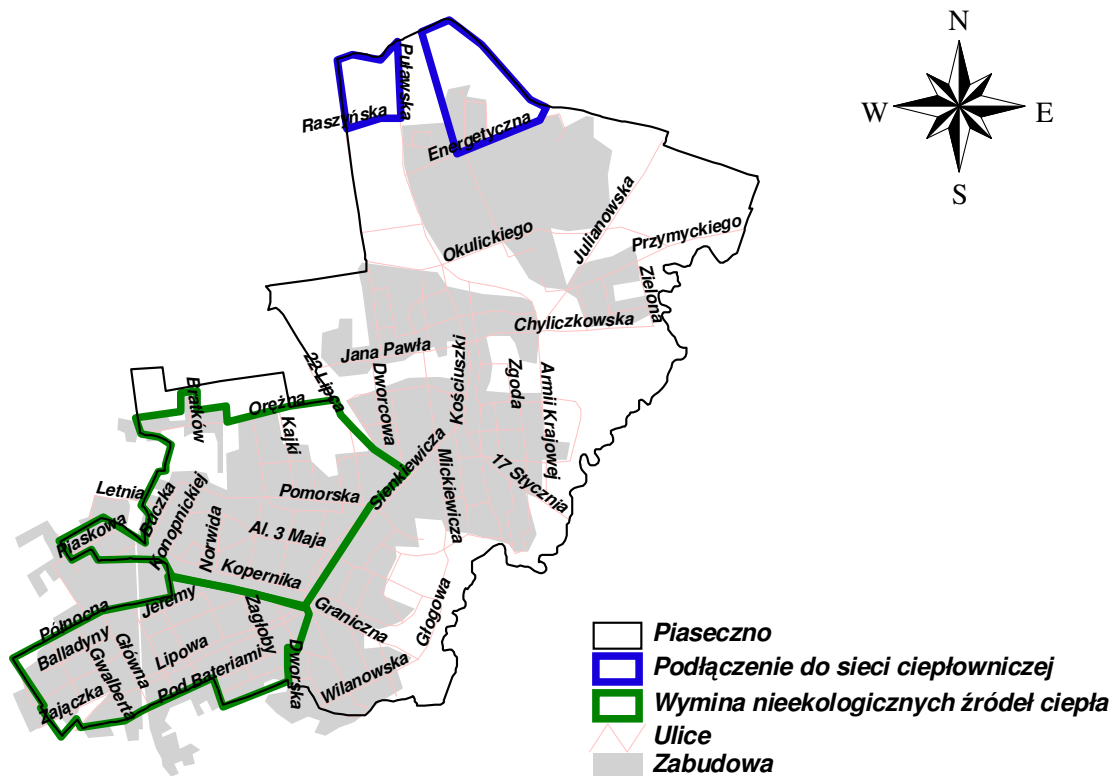 N
W
E
S
Puławska
Raszyńska
Energetyczna
Julianowska
Okulickiego
Przymyckiego
Zielona
Chyliczkowska
Jana Pawła
22 Lipca
Dworcowa
Kościuszki
Zgoda
Armii Krajowej
Bratków
Orężna
Kajki
Sienkiewicza
Mickiewicza
17 Stycznia
Letnia
Buczka
Konopnickiej
Pomorska
Piaskowa
Norwida
Al. 3 Maja
Kopernika
Północna
Jeremy
Zagłoby
Graniczna
Głogowa
Balladyny
Główna
Gwalberta
Lipowa
Pod Bateriami
Dworska
Wilanowska
Zajączka
Piaseczno
Podłączenie do sieci ciepłowniczej
Wymina nieekologicznych źródeł ciepła
Ulice
Zabudowa